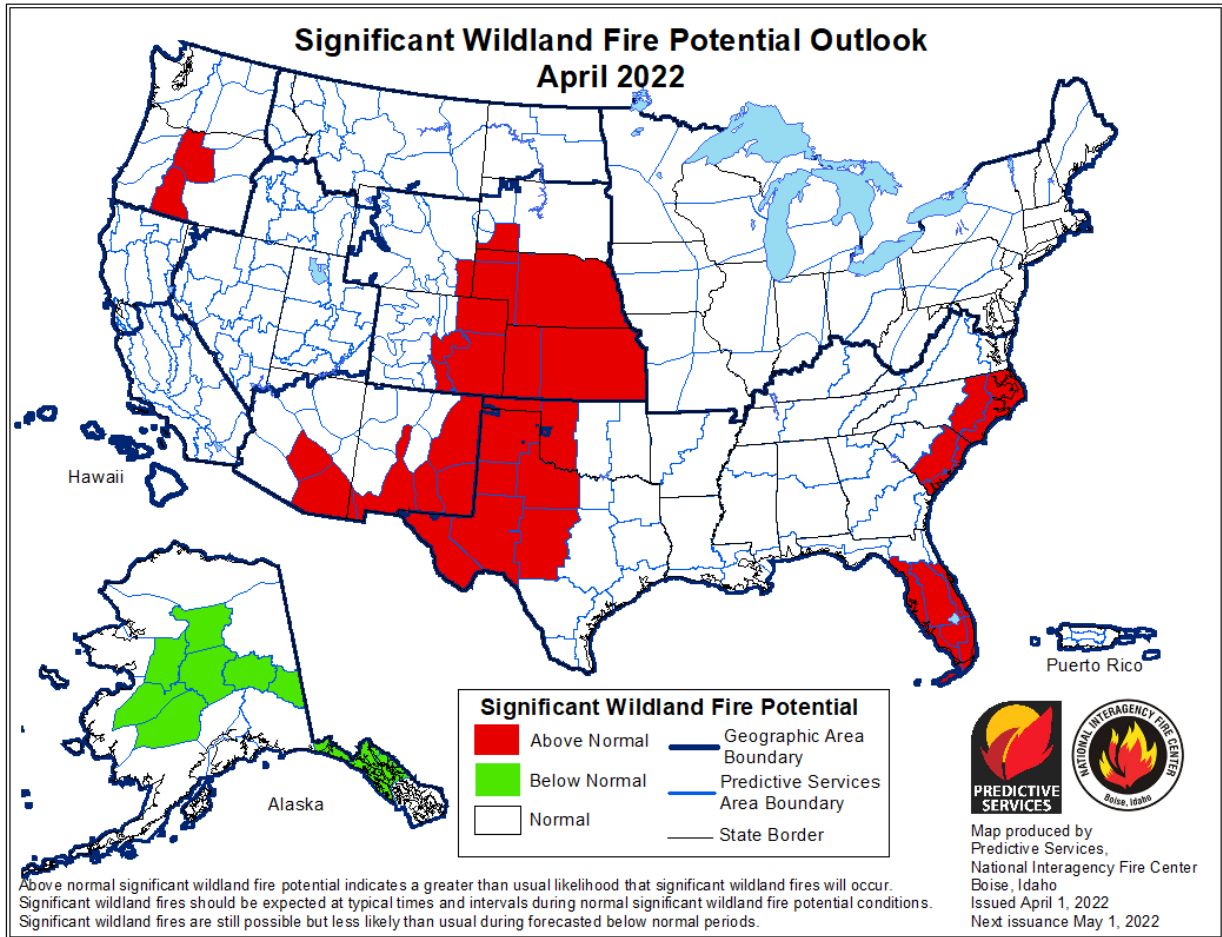 Significant Wildland Fire Potential Outlook
April 2022
Hawaii
Alaska
Puerto Rico
Significant Wildland Fire Potential
Above Normal
Below Normal
Normal
Geographic Area
Boundary
Predictive Services
Area Boundary
State Border
PREDICTIVE
SERVICES
NATIONAL INTERAGENCY FIRE CENTER
Boise, Idaho
Map produced by
Predictive Services,
National Interagency Fire Center
Boise, Idaho
Issued April 1, 2022
Next issuance May 1, 2022
Above normal significant wildland fire potential indicates a greater than usual likelihood that significant wildland fires will occur.
Significant wildland fires should be expected at typical times and intervals during normal significant wildland fire potential conditions.
Significant wildland fires are still possible but less likely than usual during forecasted below normal periods.